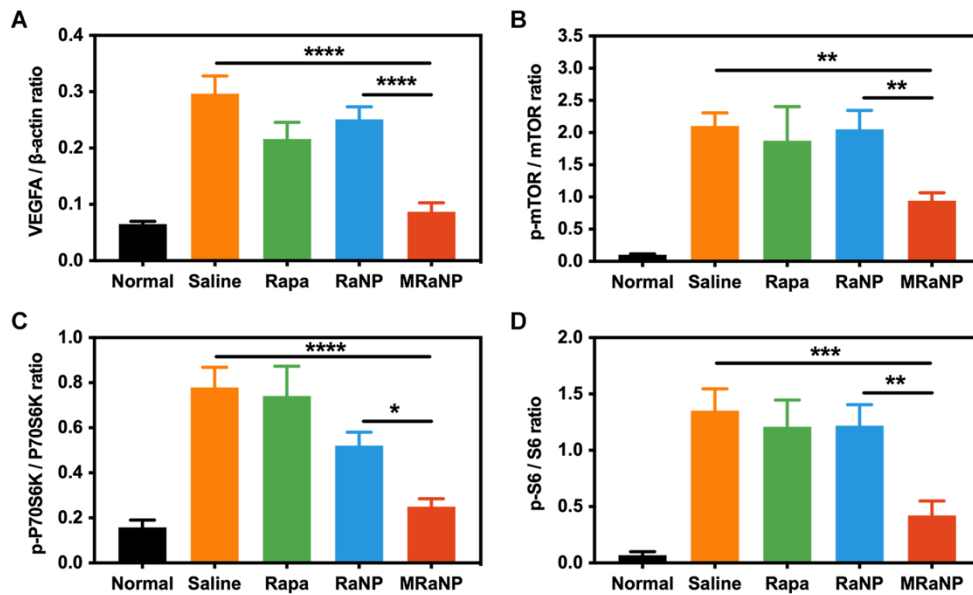 A
VEGFA / β-actin ratio
0.4
0.3
0.2
0.1
0.0
****
****
Normal Saline Rapa RaNP MRaNP
B
p-mTOR / mTOR ratio
3.5
3.0
2.5
2.0
1.5
1.0
0.5
0.0
**
**
Normal Saline Rapa RaNP MRaNP
C
p-P70S6K / P70S6K ratio
1.0
0.8
0.6
0.4
0.2
0.0
****
*
Normal Saline Rapa RaNP MRaNP
D
p-S6 / S6 ratio
2.0
1.5
1.0
0.5
0.0
***
**
Normal Saline Rapa RaNP MRaNP